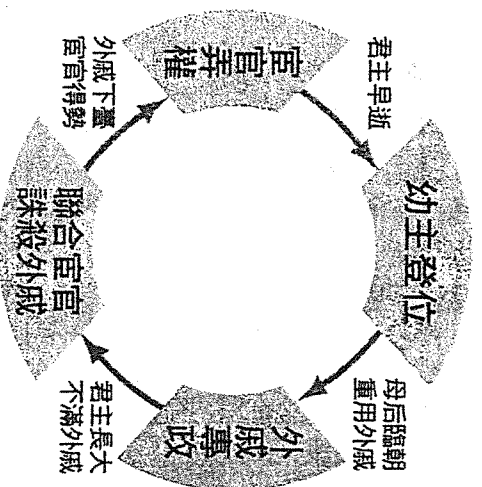 幼主登位
母后臨朝
重用外戚
外戚專政
君主長大
不滿外戚
聯合宦官
誅殺外戚
外戚下臺
宦官得勢
宦官弄權
君主早逝